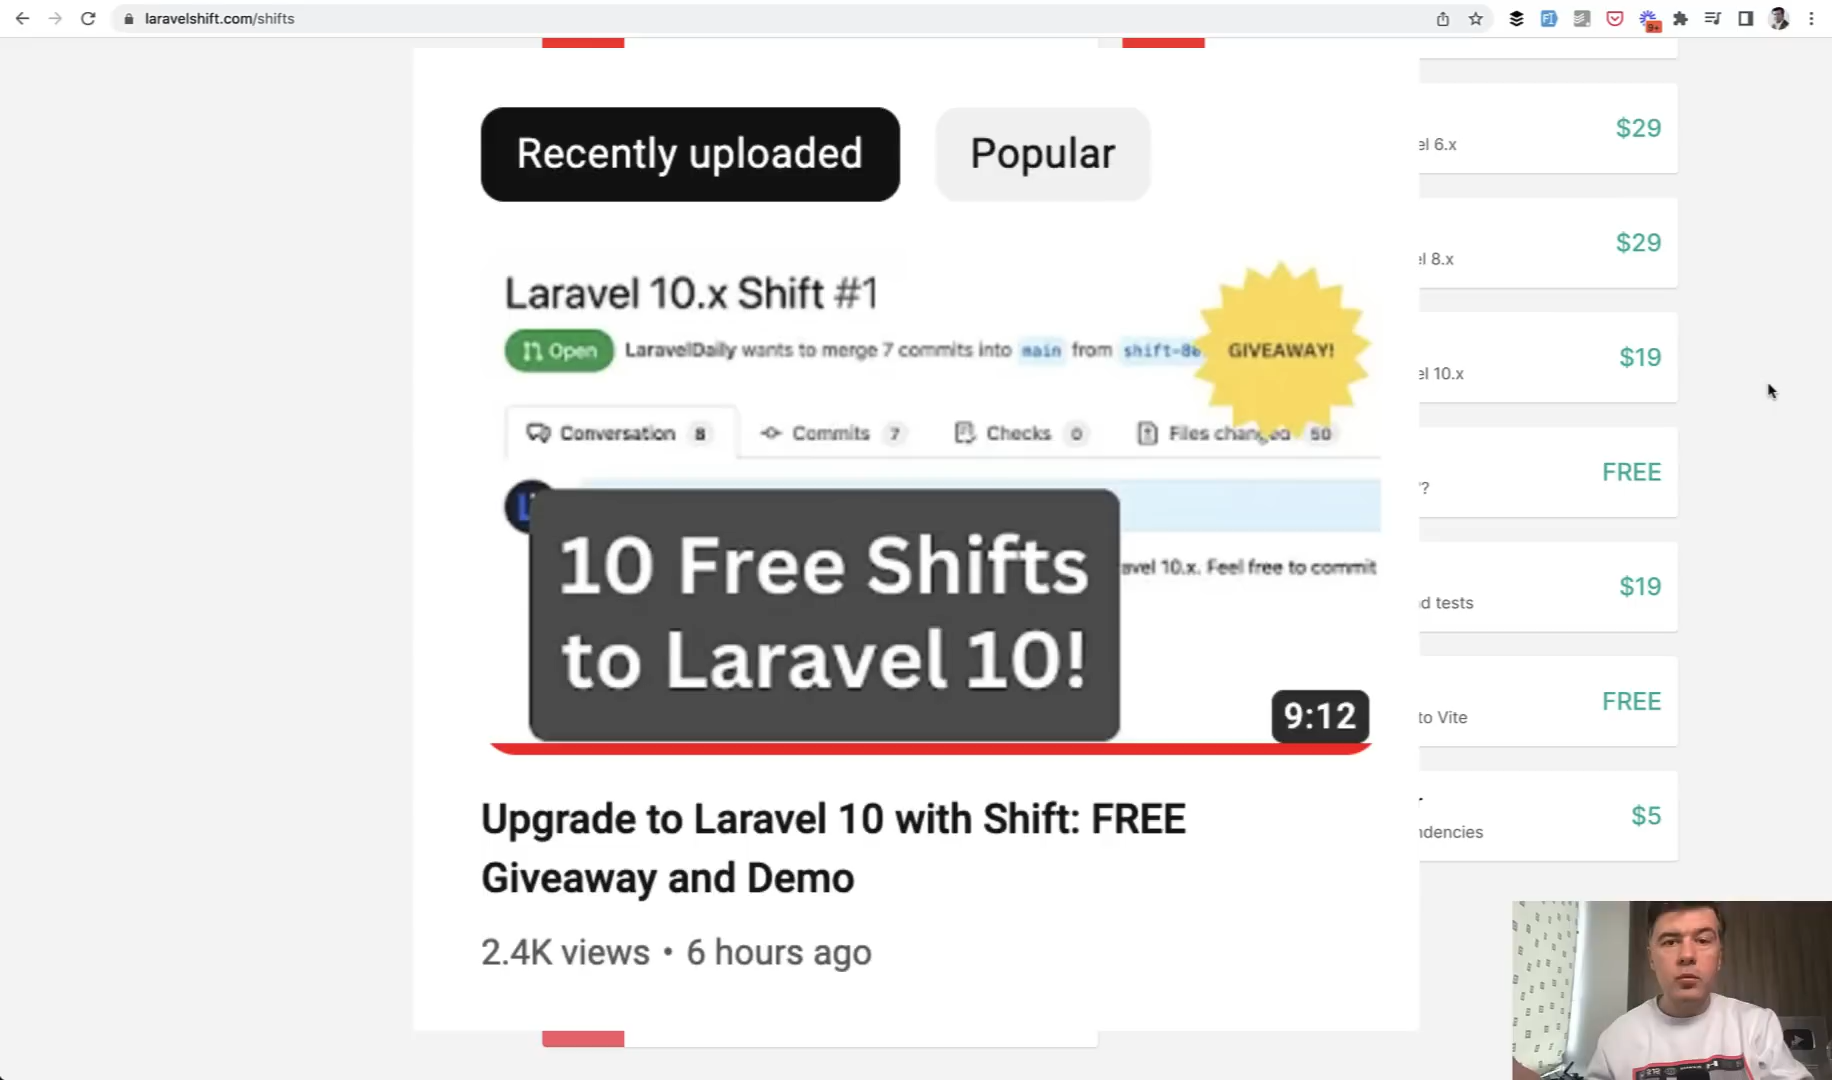 laravelshift.com/shifts
9+
Recently uploaded
Popular
Laravel 10.x Shift #1
Open
LaravelDaily wants to merge 7 commits into main from
GIVEAWAY!
Conversation 8
Commits 7
Checks 0
Files changed 50
10 Free Shifts
to Laravel 10!
avel 10.x. Feel free to commit
9:12
Upgrade to Laravel 10 with Shift: FREE
Giveaway and Demo
2.4K views • 6 hours ago
$29
el 6.x
$29
el 8.x
$19
el 10.x
FREE
?
$19
d tests
FREE
to Vite
$5
ndencies